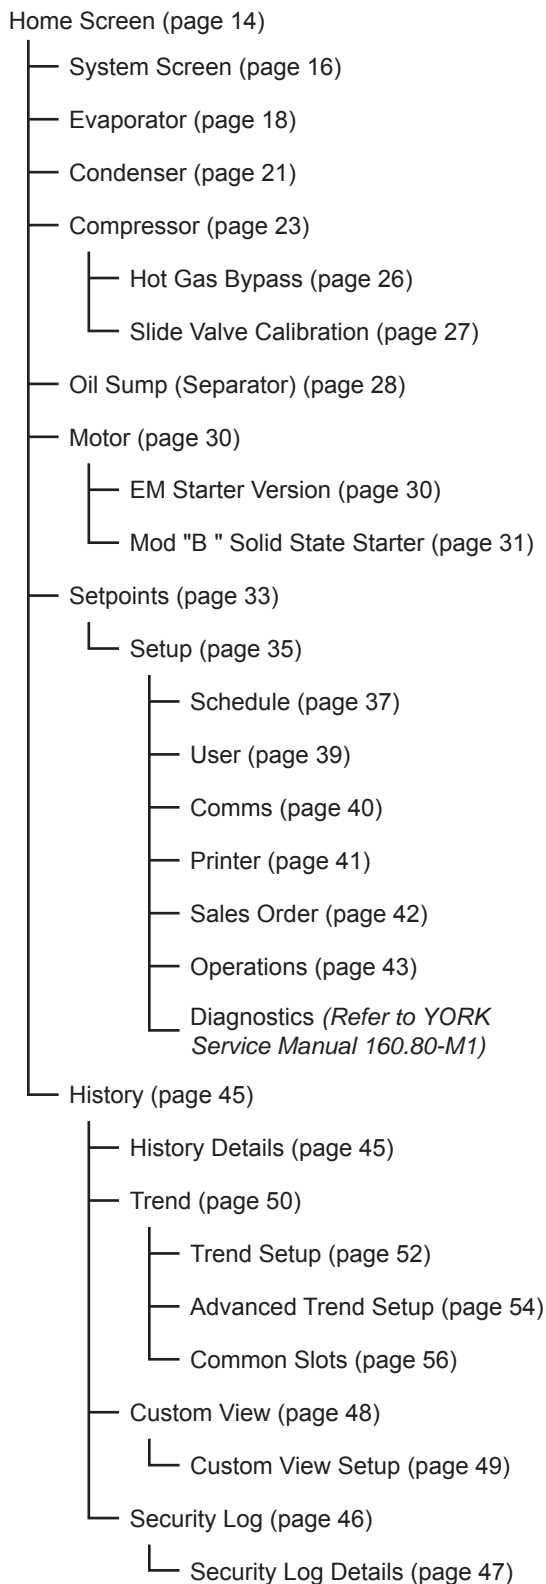 Home Screen (page 14)
System Screen (page 16)
Evaporator (page 18)
Condenser (page 21)
Compressor (page 23)
Hot Gas Bypass (page 26)
Slide Valve Calibration (page 27)
Oil Sump (Separator) (page 28)
Motor (page 30)
EM Starter Version (page 30)
Mod "B " Solid State Starter (page 31)
Setpoints (page 33)
Setup (page 35)
Schedule (page 37)
User (page 39)
Comms (page 40)
Printer (page 41)
Sales Order (page 42)
Operations (page 43)
Diagnostics (Refer to YORK
Service Manual 160.80-M1)
History (page 45)
History Details (page 45)
Trend (page 50)
Trend Setup (page 52)
Advanced Trend Setup (page 54)
Common Slots (page 56)
Custom View (page 48)
Custom View Setup (page 49)
Security Log (page 46)
Security Log Details (page 47)